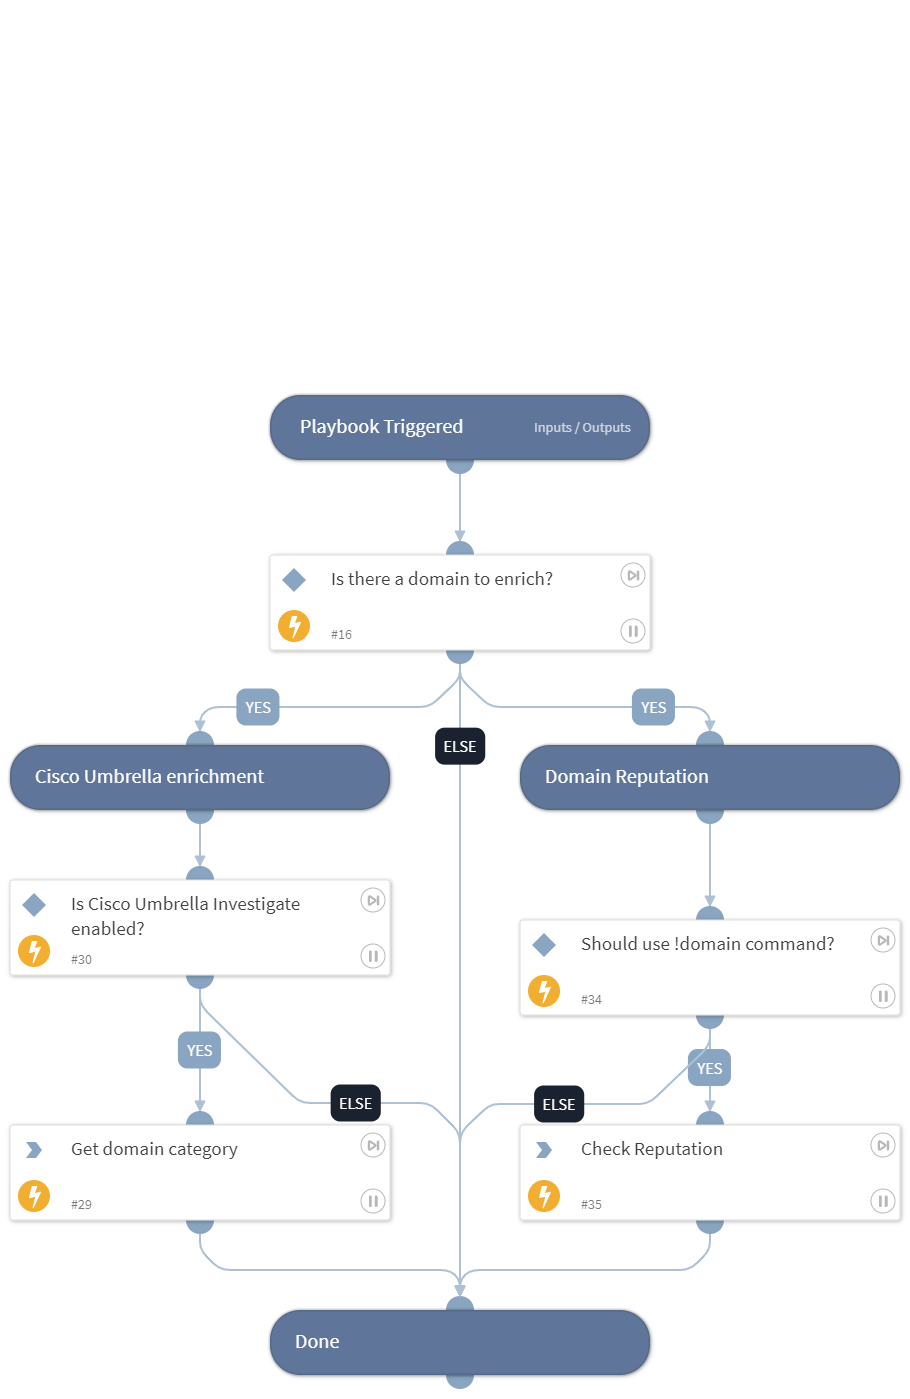 Playbook Triggered
Inputs / Outputs
Is there a domain to enrich?
#16
YES
YES
ELSE
Cisco Umbrella enrichment
Domain Reputation
Is Cisco Umbrella Investigate
enabled?
#30
Should use !domain command?
#34
YES
YES
ELSE
ELSE
Get domain category
#29
Check Reputation
#35
Done